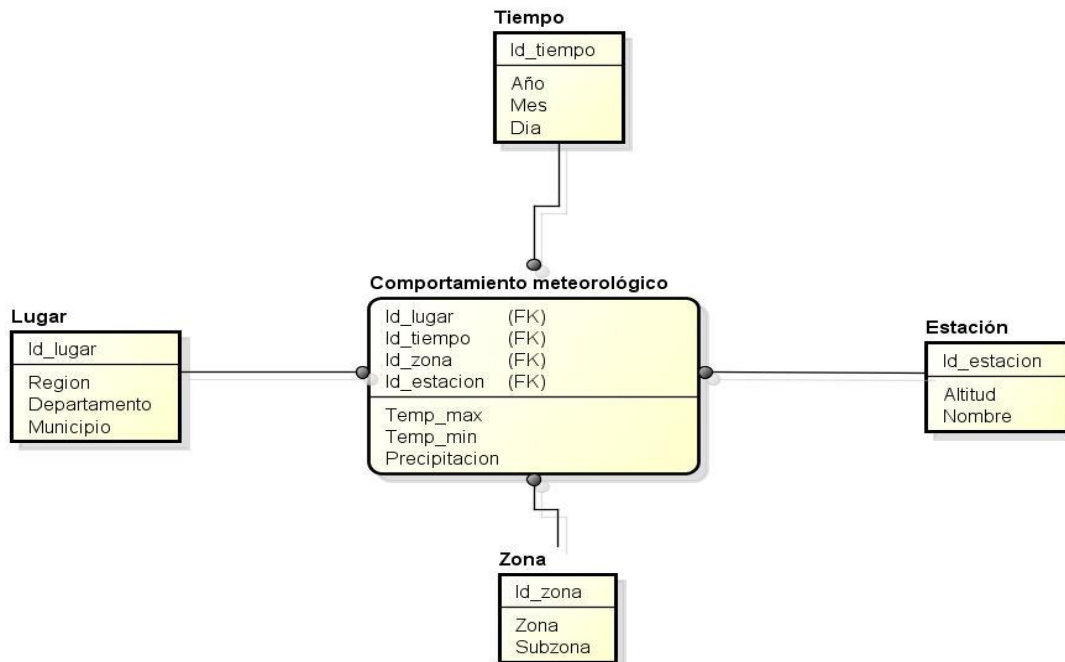 Tiempo
Id_tiempo
Año
Mes
Dia
Comportamiento meteorológico
Id_lugar (FK)
Id_tiempo (FK)
Id_zona (FK)
Id_estacion (FK)
Temp_max
Temp_min
Precipitacion
Lugar
Id_lugar
Region
Departamento
Municipio
Estación
Id_estacion
Altitud
Nombre
Zona
Id_zona
Zona
Subzona